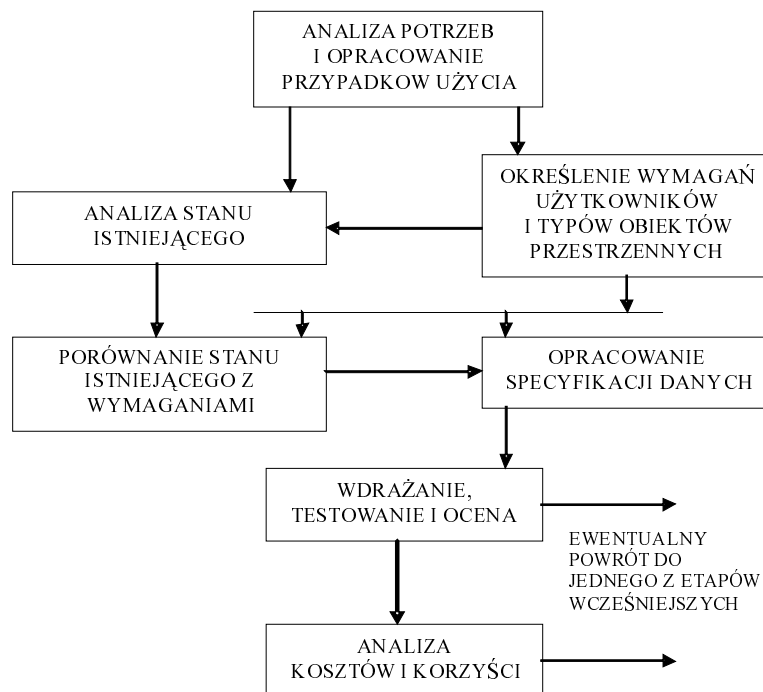 ANALIZA POTRZEB
I OPRACOWANIE
PRZYPADKOW UŻYCIA
OKREŚLENIE WYMAGAŃ
UŻYTKOWNIKÓW
I TYPÓW OBIEKTÓW
PRZESTRZENNYCH
ANALIZA STANU
ISTNIEJĄCEGO
PORÓWNANIE STANU
ISTNIEJĄCEGO Z
WYMAGANIAMI
OPRACOWANIE
SPECYFIKACJI DANYCH
WDRAŻANIE,
TESTOWANIE I OCENA
EWENTUALNY
POWRÓT DO
JEDNEGO Z ETAPÓW
WCZEŚNIEJSZYCH
ANALIZA
KOSZTÓW I KORZYŚCI